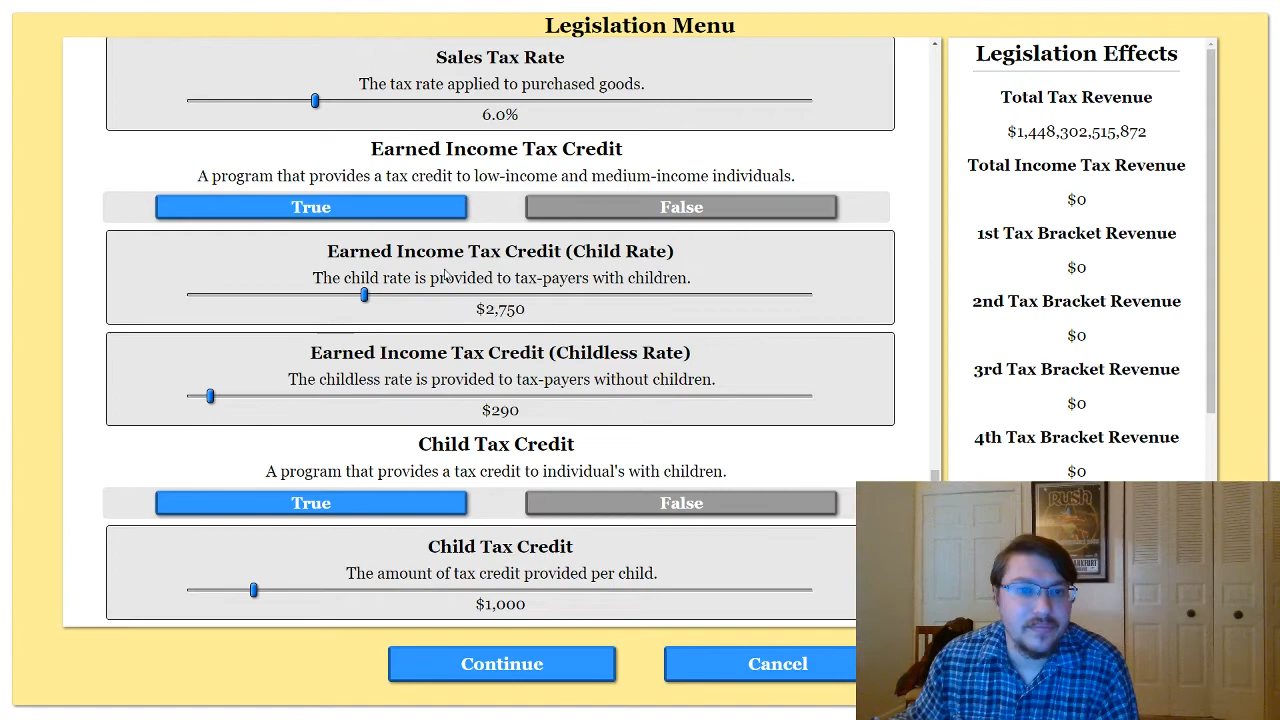 Legislation Menu
Sales Tax Rate
The tax rate applied to purchased goods.
6.0%
Earned Income Tax Credit
A program that provides a tax credit to low-income and medium-income individuals.
True False
Earned Income Tax Credit (Child Rate)
The child rate is provided to tax-payers with children.
$2,750
Earned Income Tax Credit (Childless Rate)
The childless rate is provided to tax-payers without children.
$290
Child Tax Credit
A program that provides a tax credit to individual's with children.
True False
Child Tax Credit
The amount of tax credit provided per child.
$1,000
Continue Cancel
Legislation Effects
Total Tax Revenue
$1,448,302,515,872
Total Income Tax Revenue
$0
1st Tax Bracket Revenue
$0
2nd Tax Bracket Revenue
$0
3rd Tax Bracket Revenue
$0
4th Tax Bracket Revenue
$0
RUSH